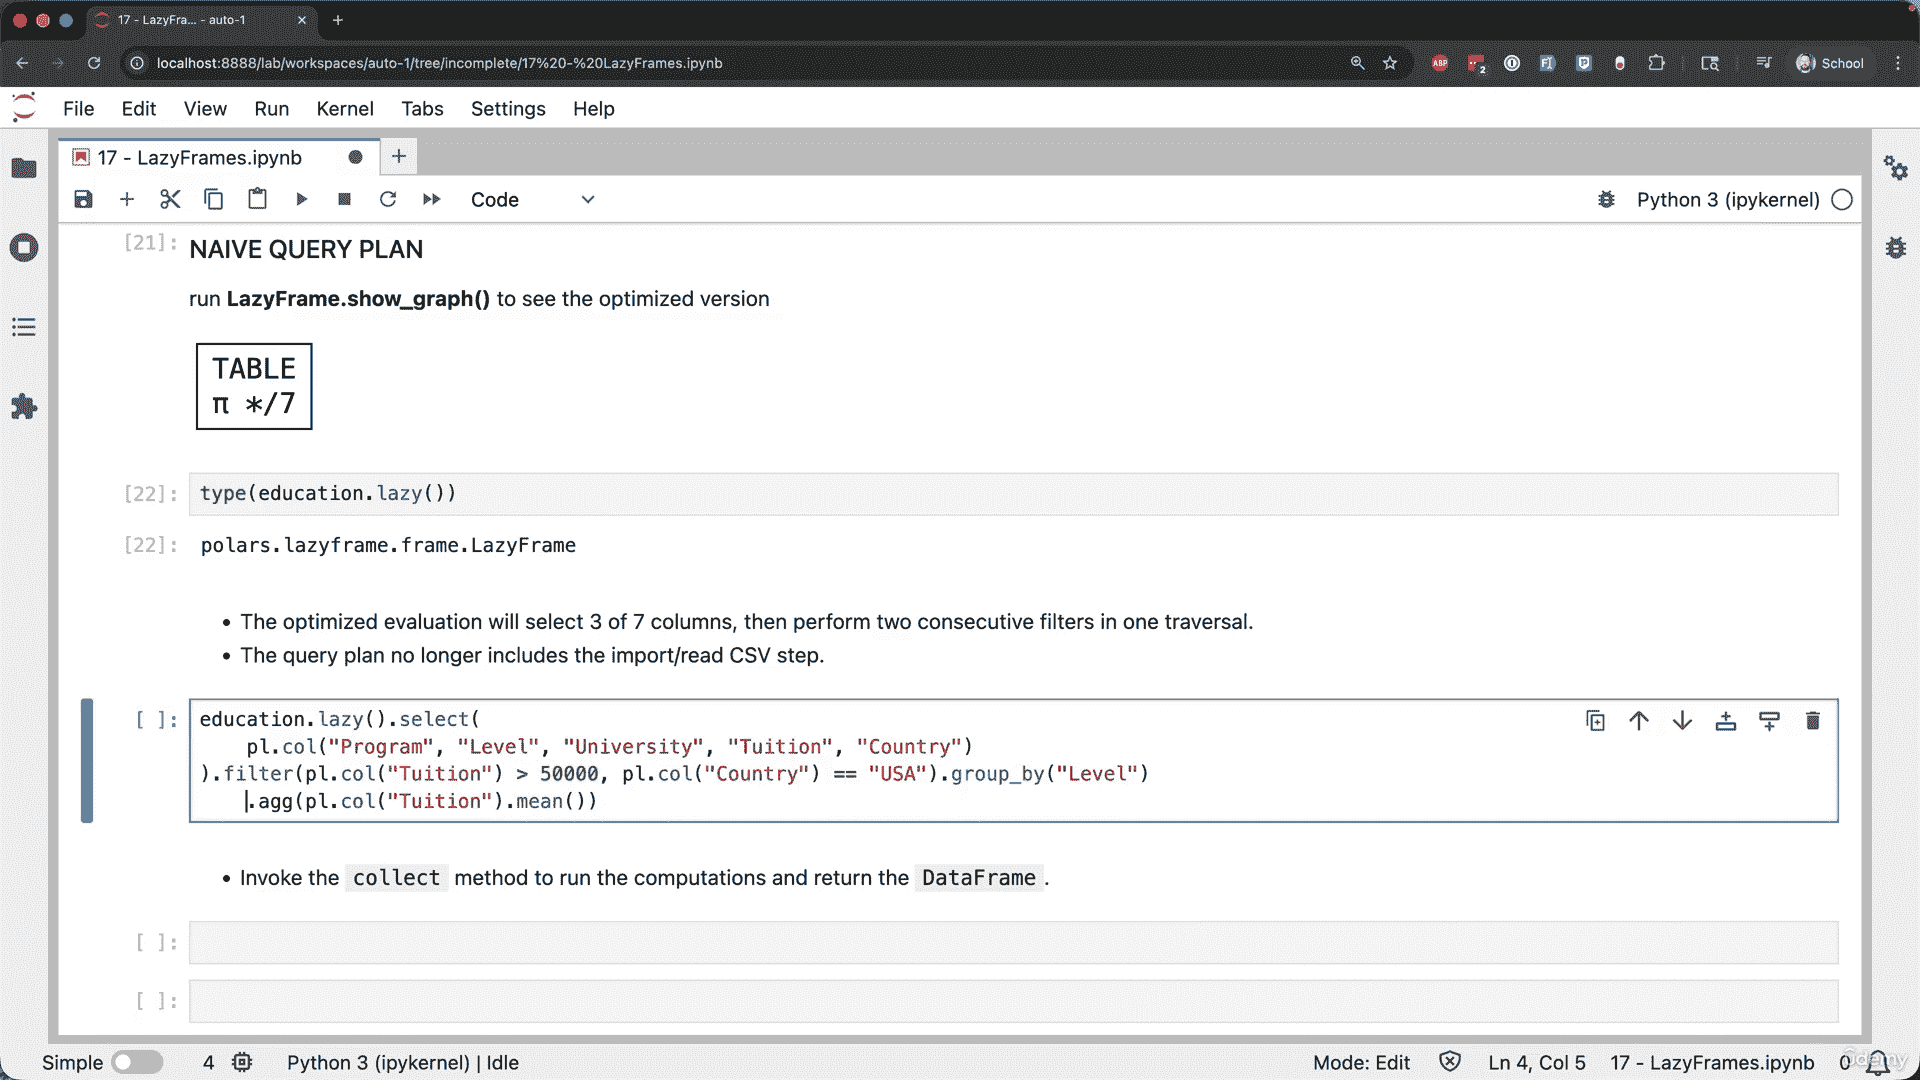 17 - LazyFra... - auto-1
localhost:8888/lab/workspaces/auto-1/tree/incomplete/17%20-%20LazyFrames.ipynb
ABP
2
School
File Edit View Run Kernel Tabs Settings Help
17 - LazyFrames.ipynb
Code
Python 3 (ipykernel)
[21]: NAIVE QUERY PLAN
run LazyFrame.show_graph() to see the optimized version
TABLE
π */7
[22]: type(education.lazy())
[22]: polars.lazyframe.frame.LazyFrame
• The optimized evaluation will select 3 of 7 columns, then perform two consecutive filters in one traversal.
• The query plan no longer includes the import/read CSV step.
[ ]: education.lazy().select(
pl.col("Program", "Level", "University", "Tuition", "Country")
).filter(pl.col("Tuition") > 50000, pl.col("Country") == "USA").group_by("Level")
.agg(pl.col("Tuition").mean())
• Invoke the collect method to run the computations and return the DataFrame.
[ ]:
[ ]:
Simple 4 Python 3 (ipykernel) | Idle Mode: Edit Ln 4, Col 5 17 - LazyFrames.ipynb 0
udemy